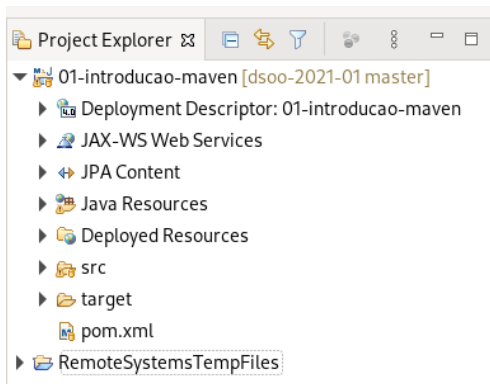 Project Explorer
01-introducao-maven [dsoo-2021-01 master]
Deployment Descriptor: 01-introducao-maven
JAX-WS Web Services
JPA Content
Java Resources
Deployed Resources
src
target
pom.xml
RemoteSystemsTempFiles